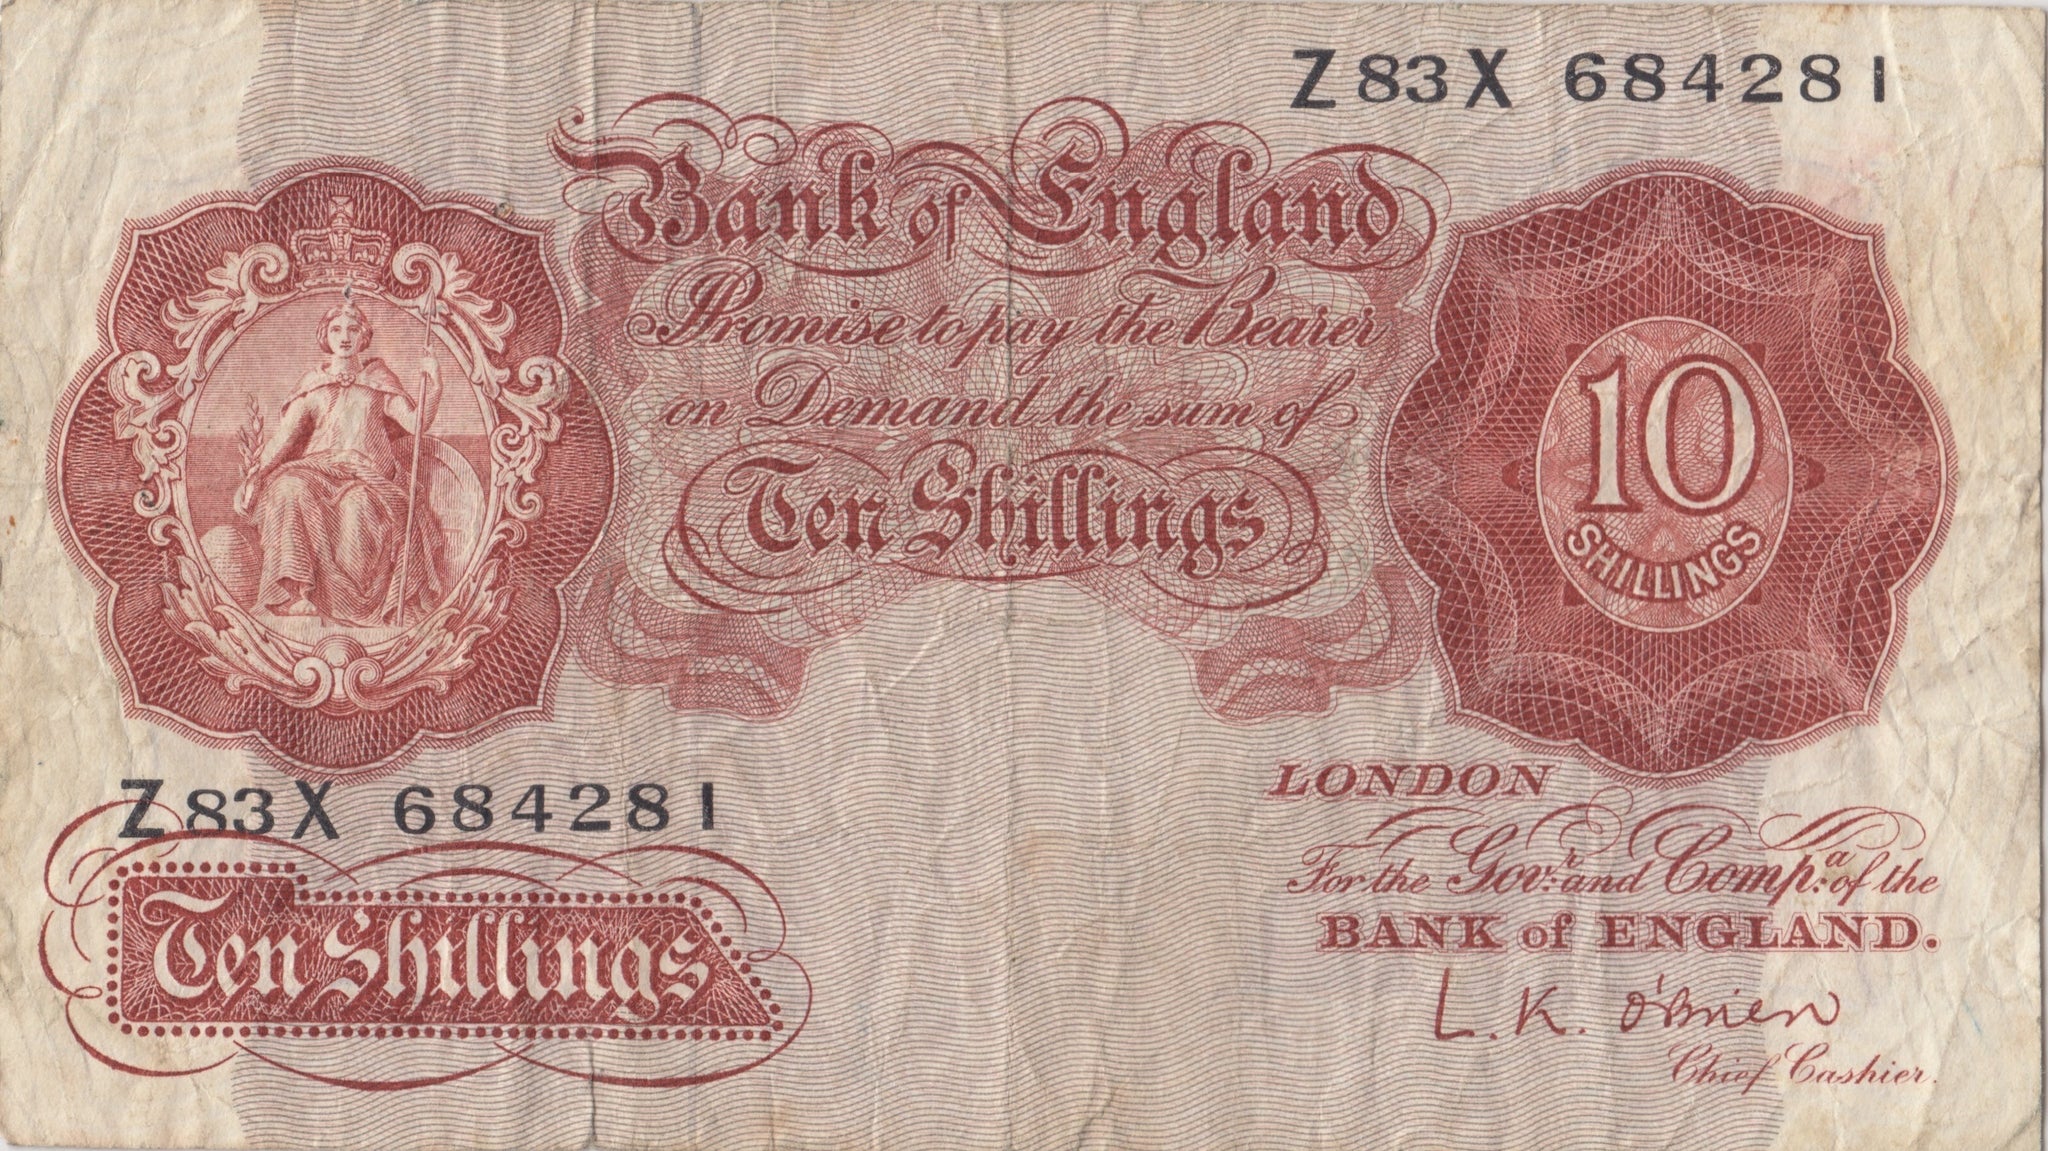 Z83X 684281
Bank of England
Promise to pay the Bearer
on Demand the sum of
Ten Shillings
10
SHILLINGS
Z83X 684281
Ten Shillings
LONDON
For the Govr. and Compa. of the
BANK of ENGLAND.
L.K. O'Brien
Chief Cashier.